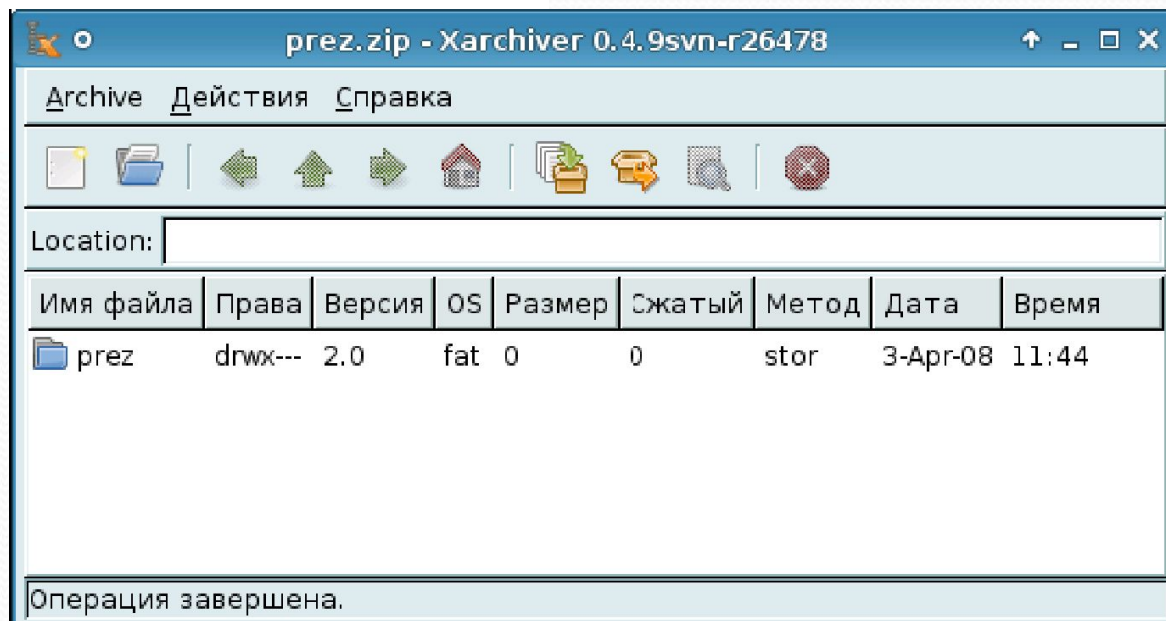 prez.zip - Xarchiver 0.4.9svn-r26478
Archive Действия Справка
Location:
Имя файла Права Версия OS Размер Сжатый Метод Дата Время
prez drwx--- 2.0 fat 0 0 stor 3-Apr-08 11:44
Операция завершена.